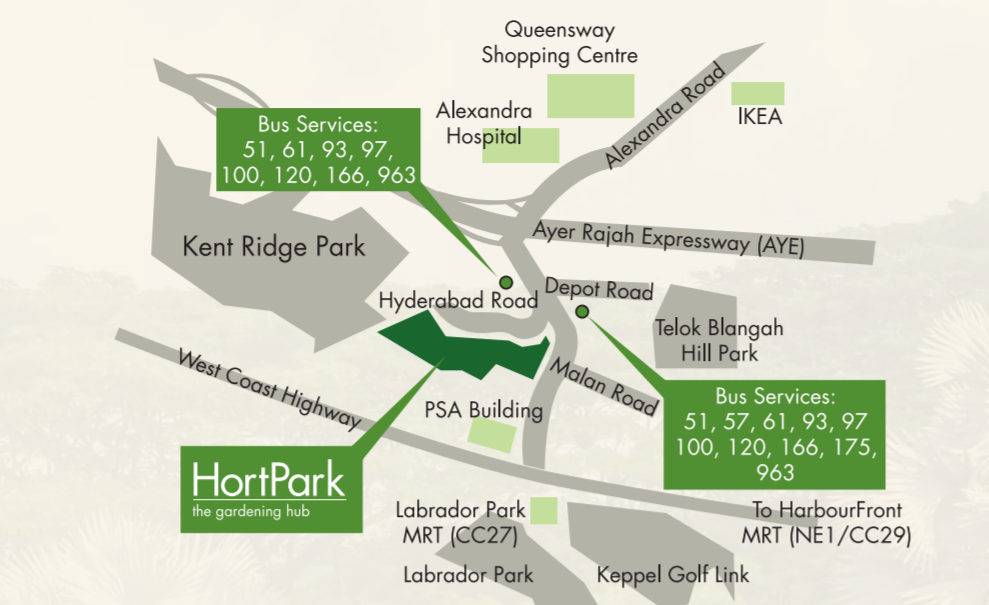 Queensway
Shopping Centre
Alexandra Road
IKEA
Alexandra
Hospital
Bus Services:
51, 61, 93, 97,
100, 120, 166, 963
Ayer Rajah Expressway (AYE)
Kent Ridge Park
Depot Road
Hyderabad Road
Telok Blangah
Hill Park
West Coast Highway
Malan Road
PSA Building
Bus Services:
51, 57, 61, 93, 97
100, 120, 166, 175,
963
HortPark
the gardening hub
Labrador Park
MRT (CC27)
To HarbourFront
MRT (NE1/CC29)
Labrador Park
Keppel Golf Link